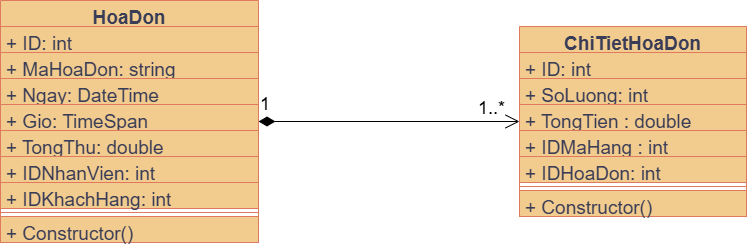 HoaDon
+ ID: int
+ MaHoaDon: string
+ Ngay: DateTime
+ Gio: TimeSpan
+ TongThu: double
+ IDNhanVien: int
+ IDKhachHang: int
+ Constructor()
1
1..*
ChiTietHoaDon
+ ID: int
+ SoLuong: int
+ TongTien : double
+ IDMaHang : int
+ IDHoaDon: int
+ Constructor()